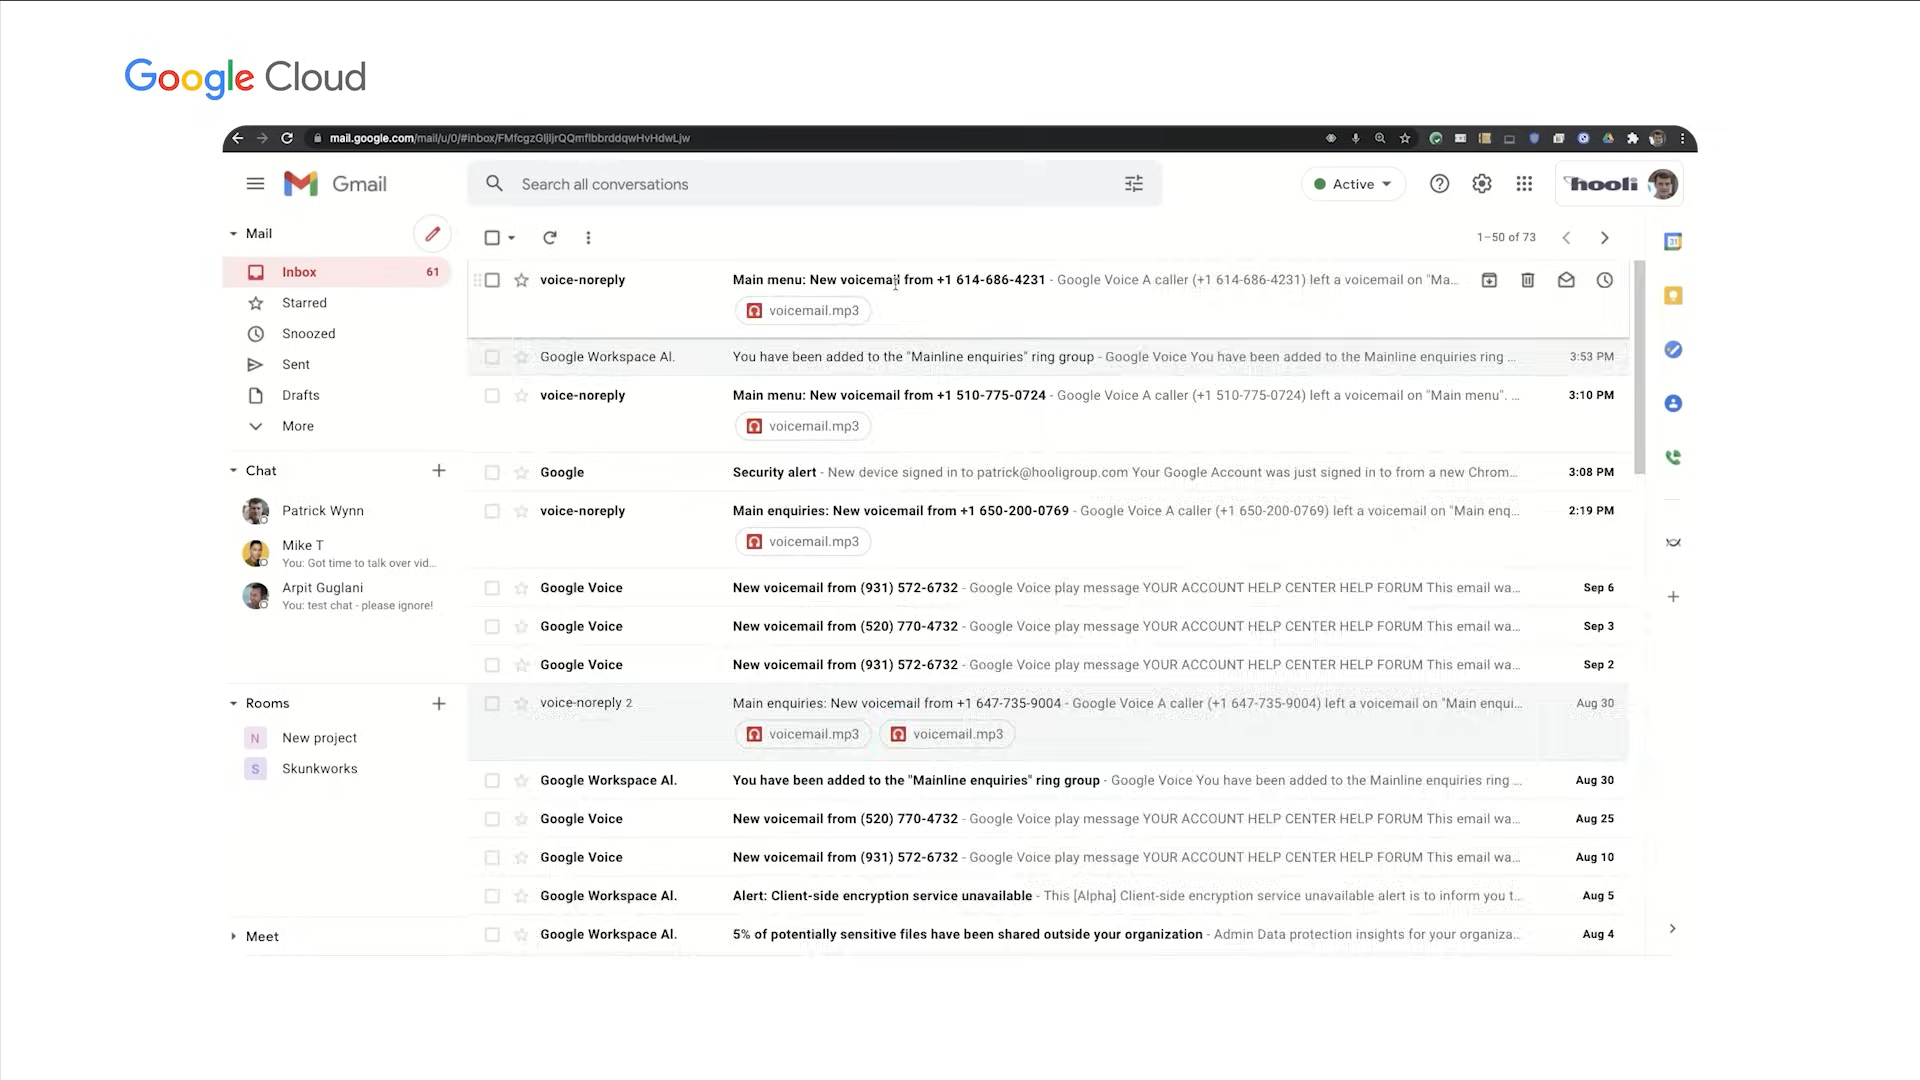 Google Cloud
mail.google.com/mail/u/0/#inbox/FMfcgzGljljrQQmflbbrddqwHvHdwLjw
Gmail
Search all conversations
Active
hooli
Mail
1–50 of 73
Inbox 61
Starred
Snoozed
Sent
Drafts
More
Chat
Patrick Wynn
Mike T
You: Got time to talk over vid...
Arpit Guglani
You: test chat - please ignore!
Rooms
N New project
S Skunkworks
Meet
voice-noreply Main menu: New voicemail from +1 614-686-4231 - Google Voice A caller (+1 614-686-4231) left a voicemail on "Ma...
voicemail.mp3
Google Workspace Al. You have been added to the "Mainline enquiries" ring group - Google Voice You have been added to the Mainline enquiries ring ... 3:53 PM
voice-noreply Main menu: New voicemail from +1 510-775-0724 - Google Voice A caller (+1 510-775-0724) left a voicemail on "Main menu". ... 3:10 PM
voicemail.mp3
Google Security alert - New device signed in to patrick@hooligroup.com Your Google Account was just signed in to from a new Chrom... 3:08 PM
voice-noreply Main enquiries: New voicemail from +1 650-200-0769 - Google Voice A caller (+1 650-200-0769) left a voicemail on "Main enq... 2:19 PM
voicemail.mp3
Google Voice New voicemail from (931) 572-6732 - Google Voice play message YOUR ACCOUNT HELP CENTER HELP FORUM This email wa... Sep 6
Google Voice New voicemail from (520) 770-4732 - Google Voice play message YOUR ACCOUNT HELP CENTER HELP FORUM This email wa... Sep 3
Google Voice New voicemail from (931) 572-6732 - Google Voice play message YOUR ACCOUNT HELP CENTER HELP FORUM This email wa... Sep 2
voice-noreply 2 Main enquiries: New voicemail from +1 647-735-9004 - Google Voice A caller (+1 647-735-9004) left a voicemail on "Main enqui... Aug 30
voicemail.mp3 voicemail.mp3
Google Workspace Al. You have been added to the "Mainline enquiries" ring group - Google Voice You have been added to the Mainline enquiries ring ... Aug 30
Google Voice New voicemail from (520) 770-4732 - Google Voice play message YOUR ACCOUNT HELP CENTER HELP FORUM This email wa... Aug 25
Google Voice New voicemail from (931) 572-6732 - Google Voice play message YOUR ACCOUNT HELP CENTER HELP FORUM This email wa... Aug 10
Google Workspace Al. Alert: Client-side encryption service unavailable - This [Alpha] Client-side encryption service unavailable alert is to inform you t... Aug 5
Google Workspace Al. 5% of potentially sensitive files have been shared outside your organization - Admin Data protection insights for your organiza... Aug 4
31